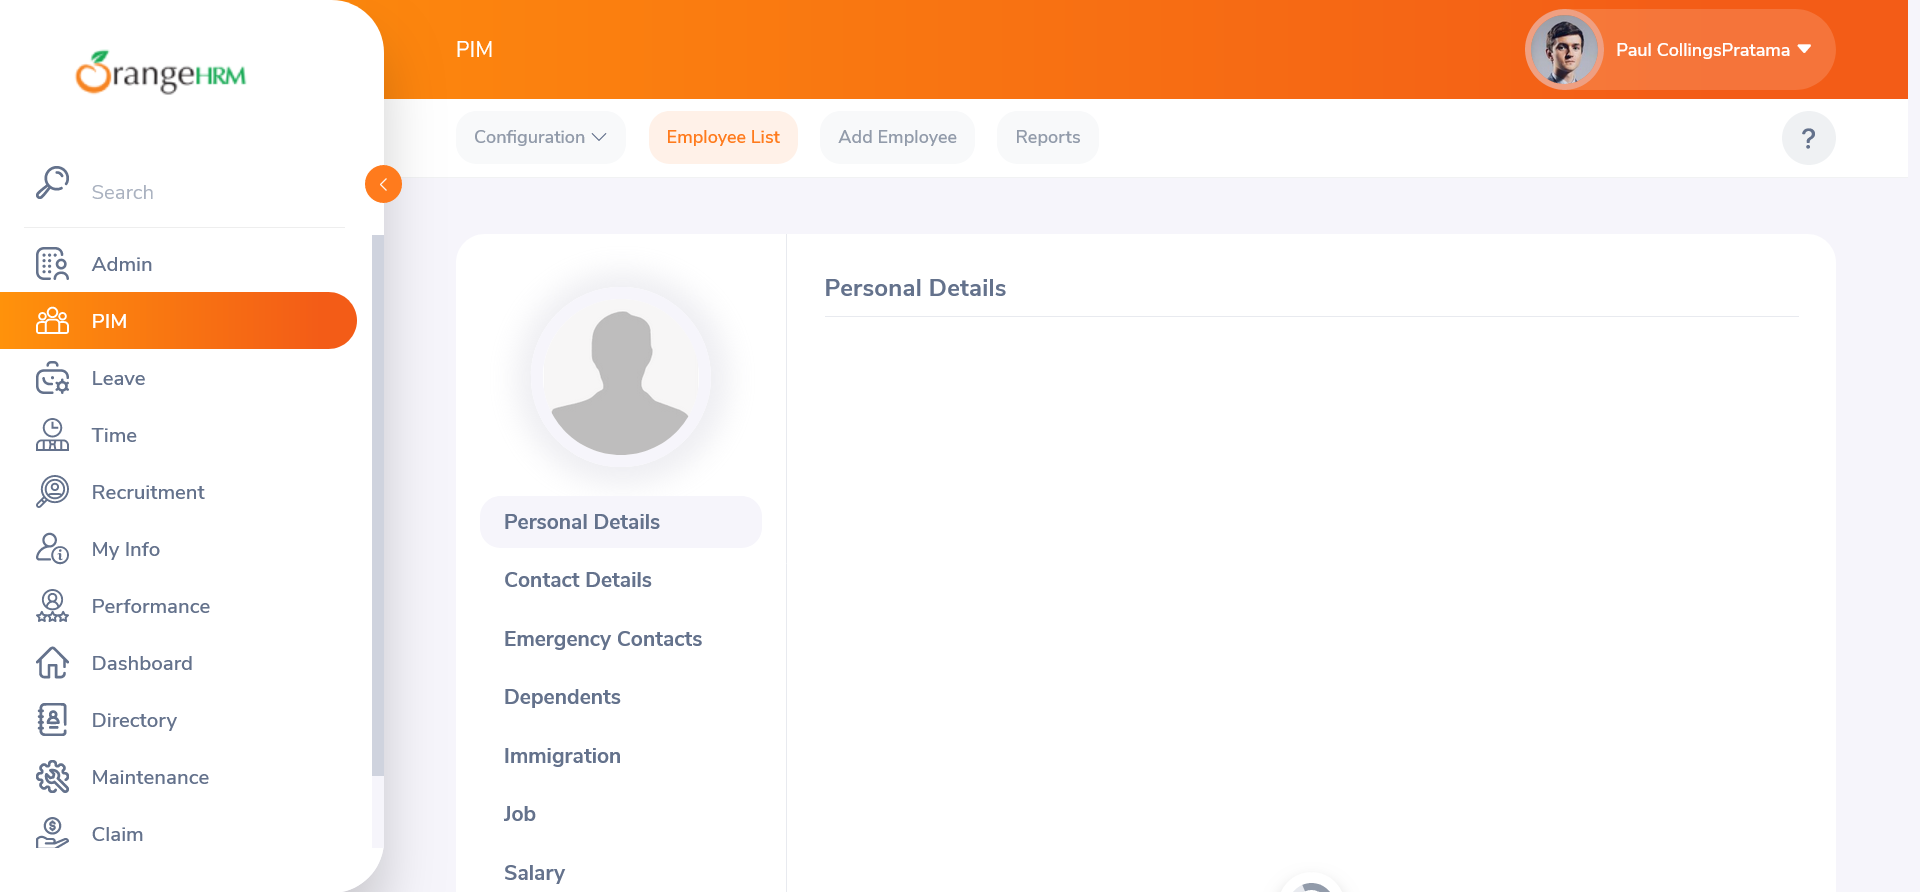 OrangeHRM
Search
Admin
PIM
Leave
Time
Recruitment
My Info
Performance
Dashboard
Directory
Maintenance
Claim
PIM
Paul CollingsPratama
Configuration
Employee List
Add Employee
Reports
?
Personal Details
Contact Details
Emergency Contacts
Dependents
Immigration
Job
Salary
Personal Details